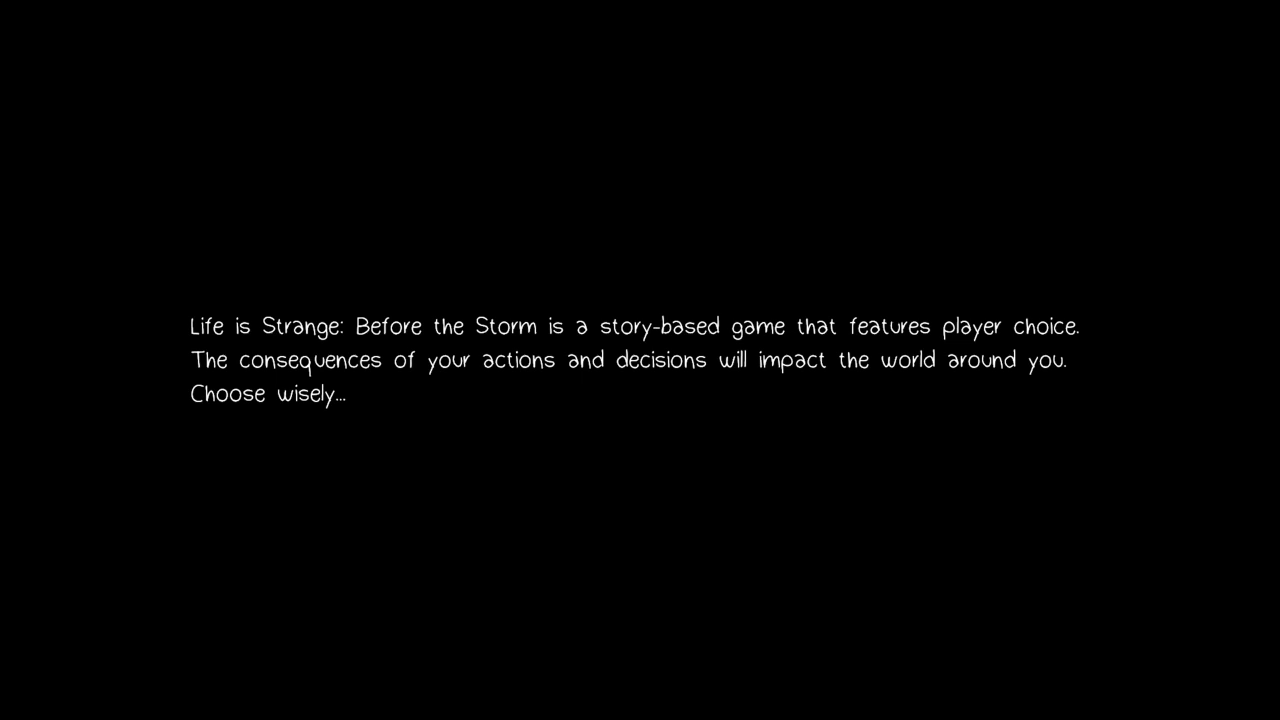 Life is Strange: Before the Storm is a story-based game that features player choice.
The consequences of your actions and decisions will impact the world around you.
Choose wisely...